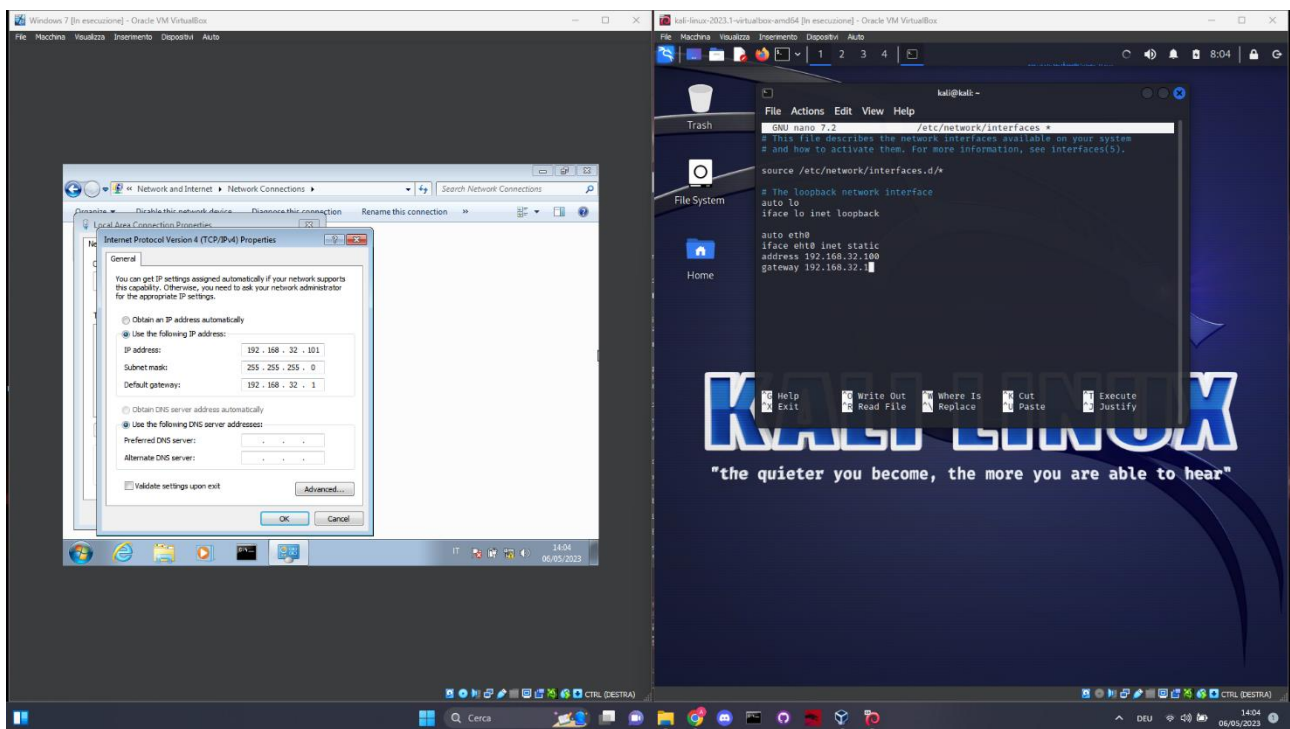 Windows 7 [In esecuzione] - Oracle VM VirtualBox
File Macchina Visualizza Inserimento Dispositivi Aiuto
« Network and Internet ▸ Network Connections ▸
Search Network Connections
Organize Disable this network device Diagnose this connection Rename this connection »
Local Area Connection Properties
Internet Protocol Version 4 (TCP/IPv4) Properties
General
You can get IP settings assigned automatically if your network supports
this capability. Otherwise, you need to ask your network administrator
for the appropriate IP settings.
Obtain an IP address automatically
Use the following IP address:
IP address: 192 . 168 . 32 . 101
Subnet mask: 255 . 255 . 255 . 0
Default gateway: 192 . 168 . 32 . 1
Obtain DNS server address automatically
Use the following DNS server addresses:
Preferred DNS server: . . .
Alternate DNS server: . . .
Validate settings upon exit
Advanced...
OK Cancel
IT
14:04
06/05/2023
CTRL (DESTRA)
kali-linux-2023.1-virtualbox-amd64 [In esecuzione] - Oracle VM VirtualBox
File Macchina Visualizza Inserimento Dispositivi Aiuto
1 2 3 4
8:04
Trash
File System
Home
kali@kali: ~
File Actions Edit View Help
GNU nano 7.2 /etc/network/interfaces *
# This file describes the network interfaces available on your system
# and how to activate them. For more information, see interfaces(5).
source /etc/network/interfaces.d/*
# The loopback network interface
auto lo
iface lo inet loopback
auto eth0
iface eht0 inet static
address 192.168.32.100
gateway 192.168.32.1
^G Help ^O Write Out ^W Where Is ^K Cut ^T Execute
^X Exit ^R Read File ^\ Replace ^U Paste ^J Justify
KALI LINUX
"the quieter you become, the more you are able to hear"
CTRL (DESTRA)
Cerca
DEU
14:04
06/05/2023